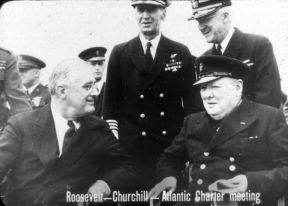 Roosevelt—Churchill — Atlantic Charter meeting